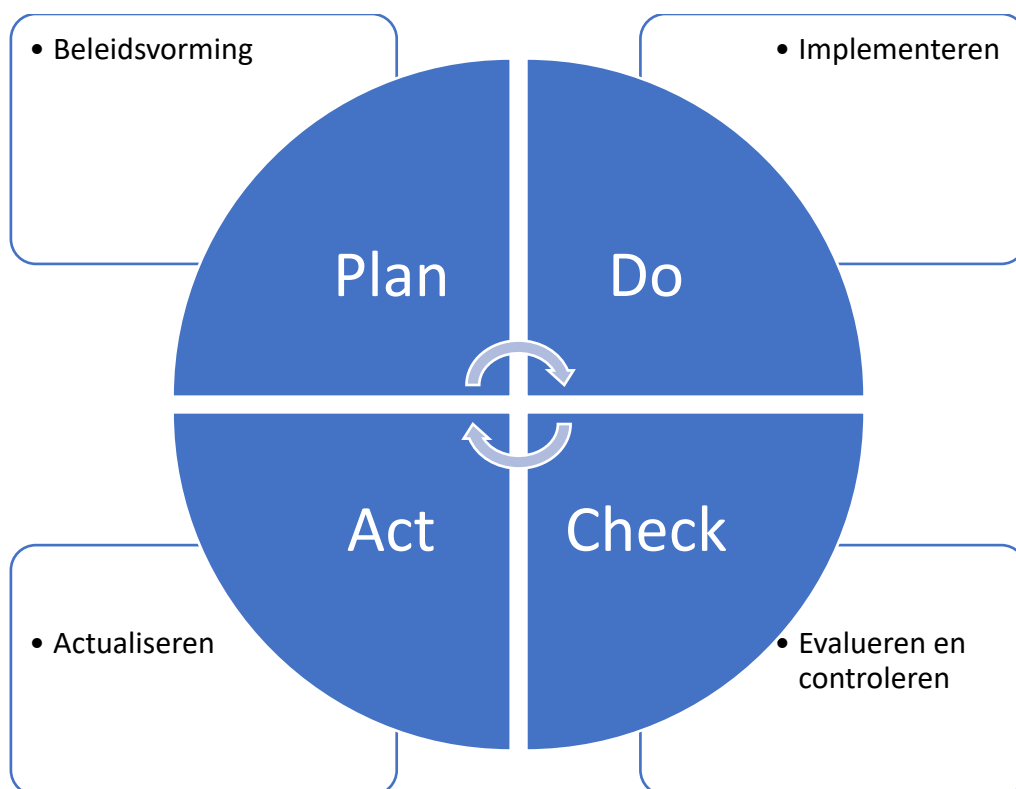 • Beleidsvorming
• Implementeren
Plan
Do
Act
Check
• Actualiseren
• Evalueren en
controleren